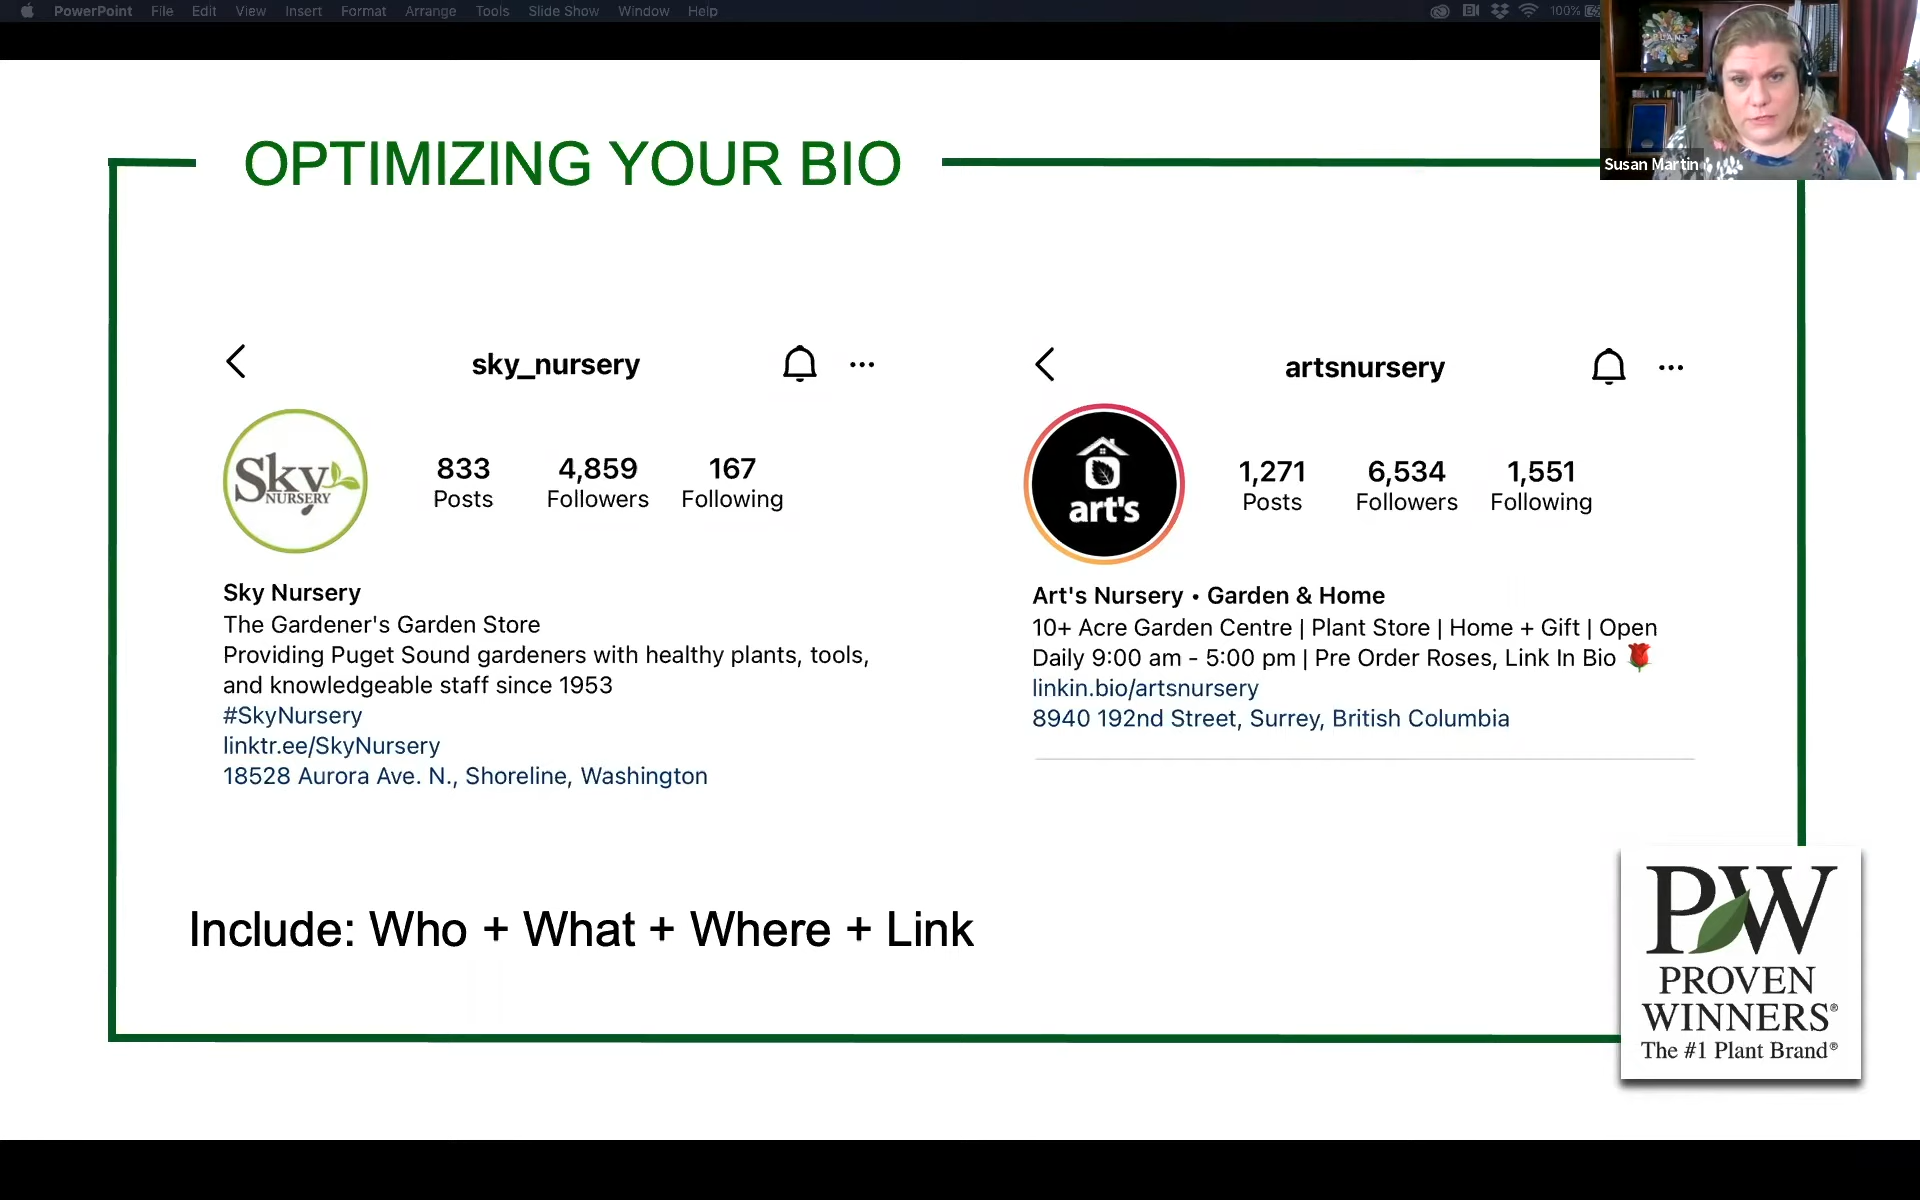 PowerPoint File Edit View Insert Format Arrange Tools Slide Show Window Help 100%
PLANT
Susan Martin
OPTIMIZING YOUR BIO
sky_nursery
Sky
NURSERY
833 4,859 167
Posts Followers Following
Sky Nursery
The Gardener's Garden Store
Providing Puget Sound gardeners with healthy plants, tools,
and knowledgeable staff since 1953
#SkyNursery
linktr.ee/SkyNursery
18528 Aurora Ave. N., Shoreline, Washington
artsnursery
art's
1,271 6,534 1,551
Posts Followers Following
Art's Nursery • Garden & Home
10+ Acre Garden Centre | Plant Store | Home + Gift | Open
Daily 9:00 am - 5:00 pm | Pre Order Roses, Link In Bio 🌹
linkin.bio/artsnursery
8940 192nd Street, Surrey, British Columbia
Include: Who + What + Where + Link
PW
PROVEN
WINNERS®
The #1 Plant Brand®